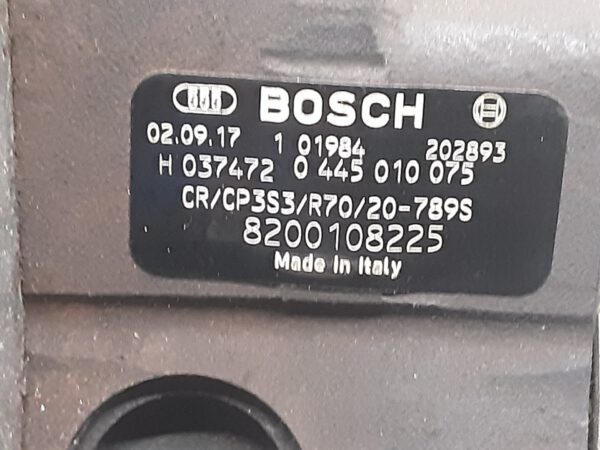 BOSCH
02.09.17 1 01984 202893
H 037472 0 445 010 075
CR/CP3S3/R70/20-789S
8200108225
Made in Italy